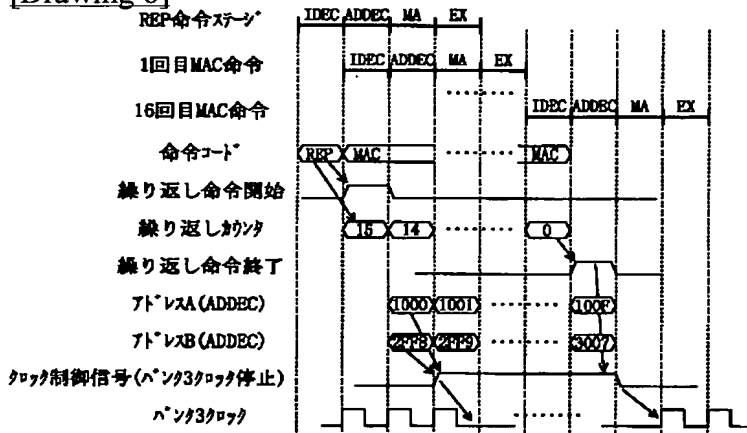 [Drawing 6]
REP命令ステージ IDEC ADDEC MA EX
1回目MAC命令 IDEC ADDEC MA EX
16回目MAC命令 IDEC ADDEC MA EX
命令コード REP MAC MAC
繰り返し命令開始
繰り返しカウンタ 15 14 0
繰り返し命令終了
アドレスA(ADDEC) 1000 1001 100F
アドレスB(ADDEC) 2FF8 2FF9 3007
クロック制御信号(バンク3クロック停止)
バンク3クロック